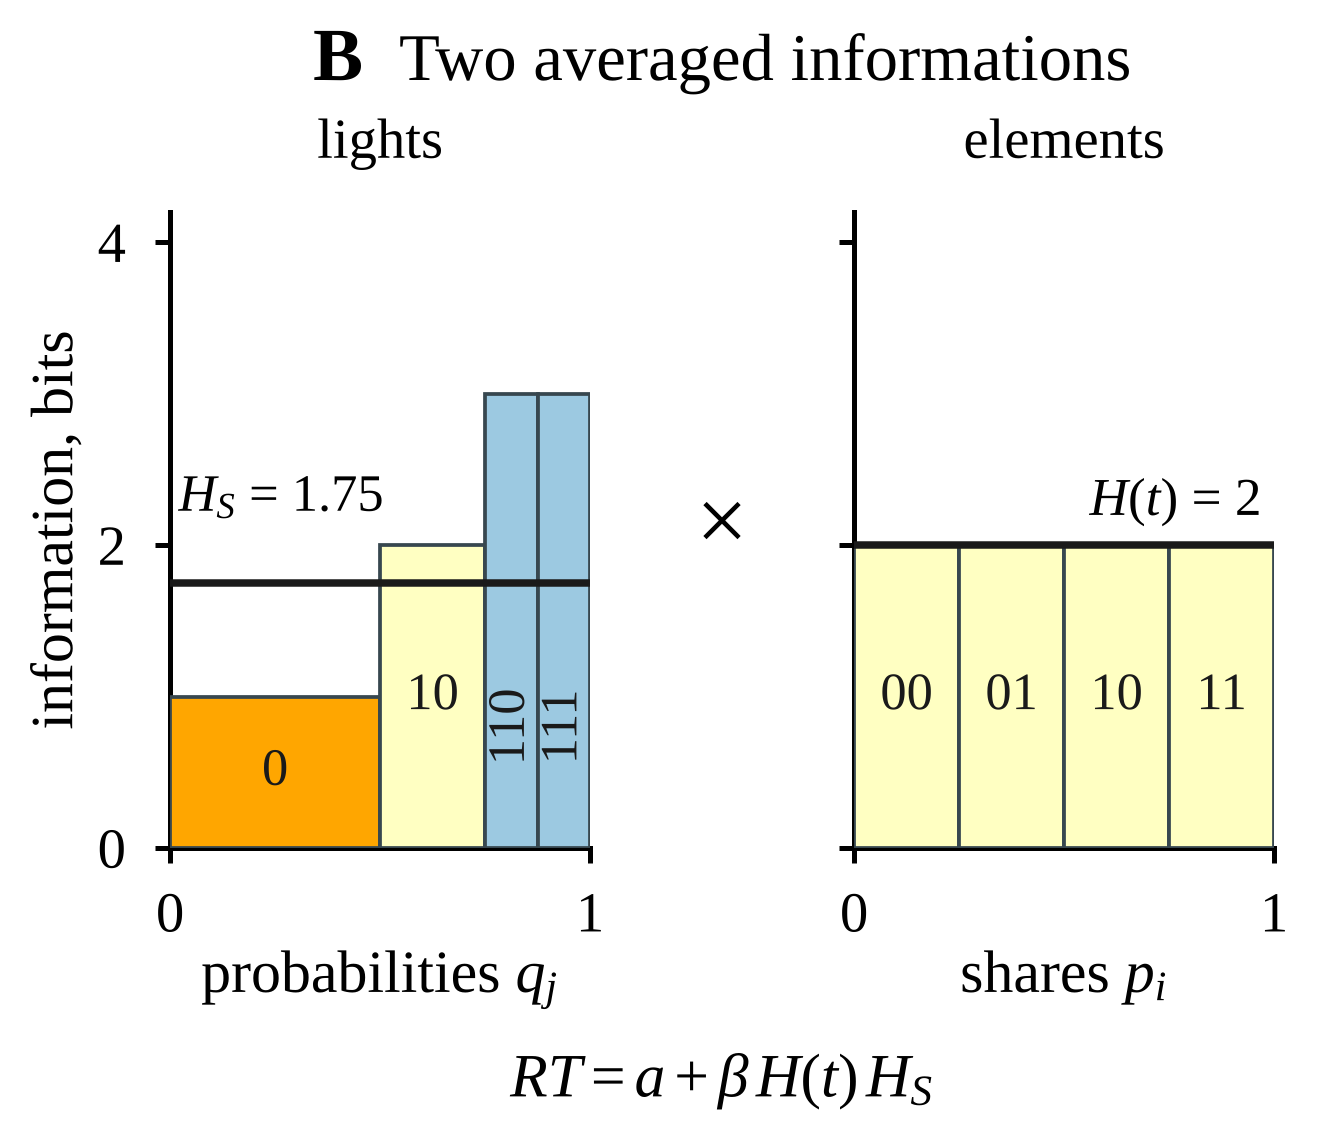 B Two averaged informations
lights
elements
information, bits
4
2
0
H_S = 1.75
0
10
110
111
0
1
probabilities q_j
×
H(t) = 2
00
01
10
11
0
1
shares p_i
RT = a + β H(t) H_S